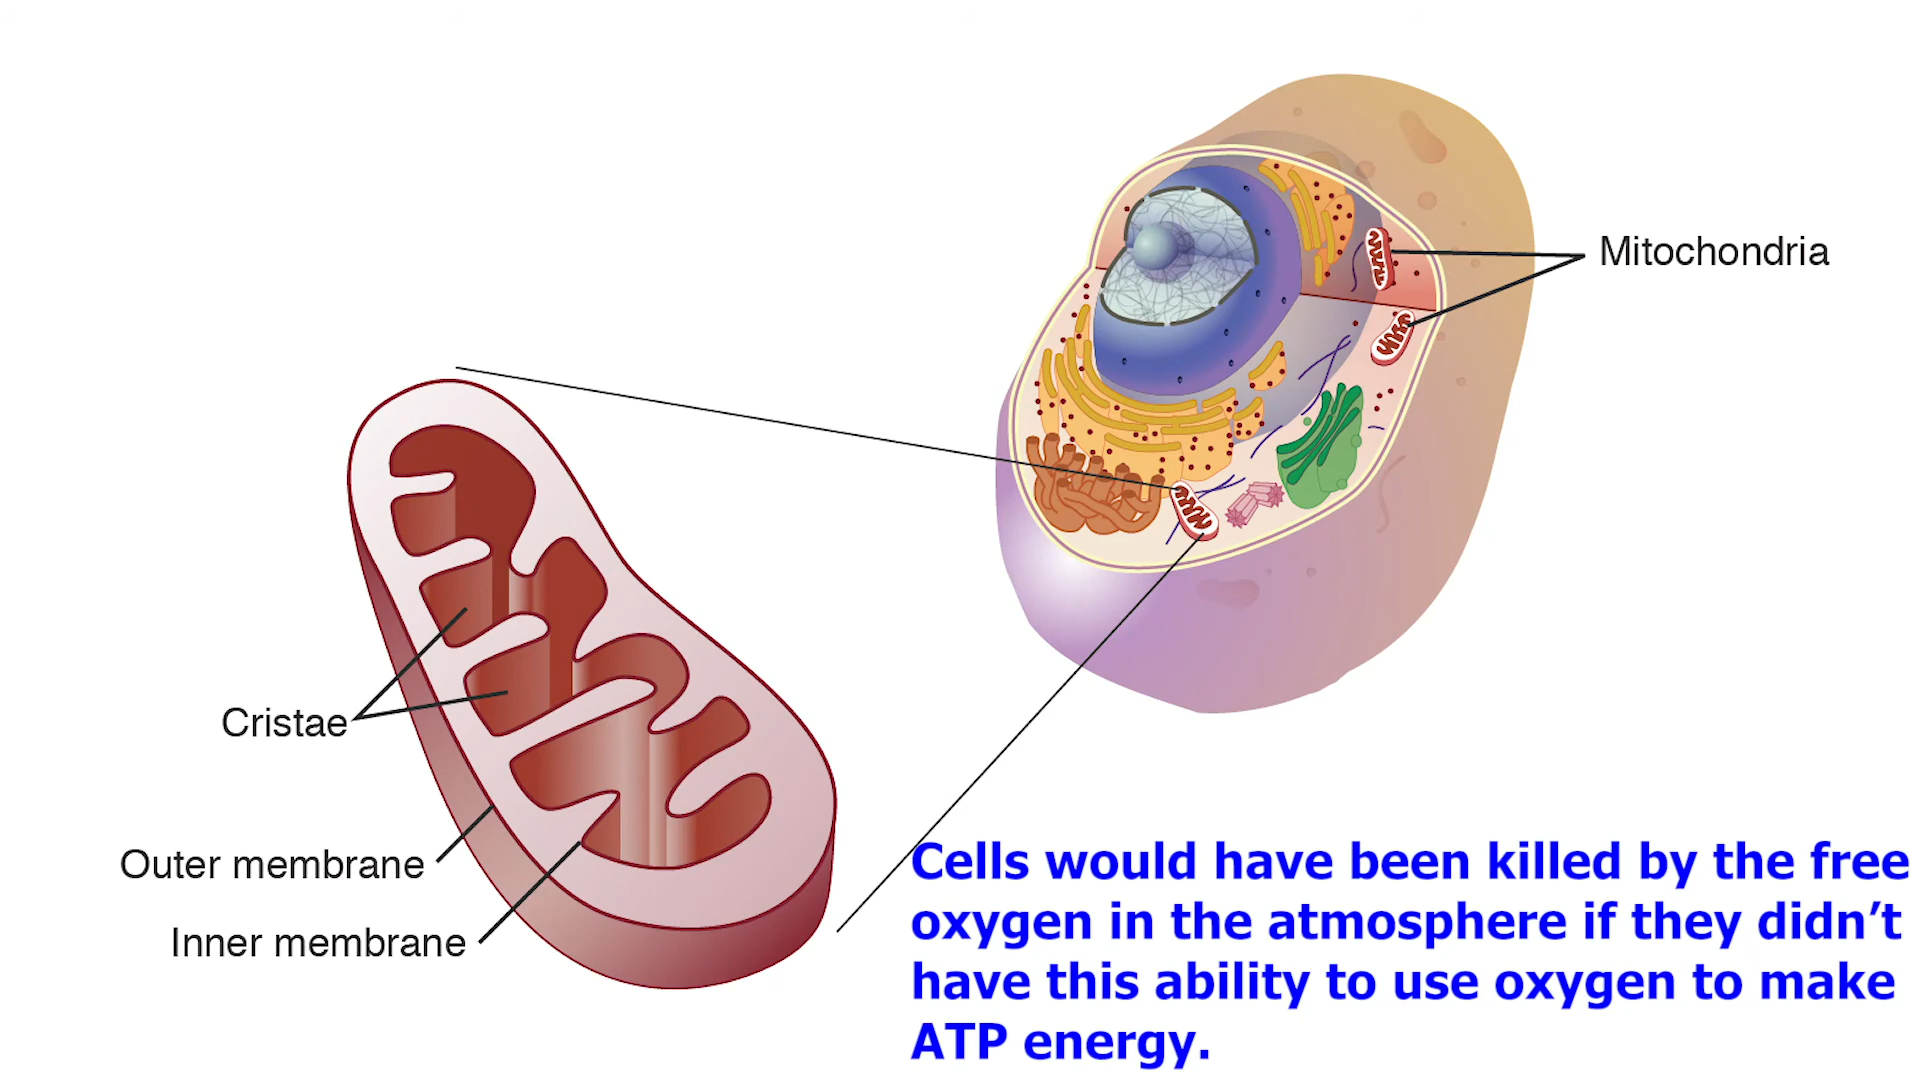 Mitochondria
Cristae
Outer membrane
Inner membrane
Cells would have been killed by the free
oxygen in the atmosphere if they didn’t
have this ability to use oxygen to make
ATP energy.